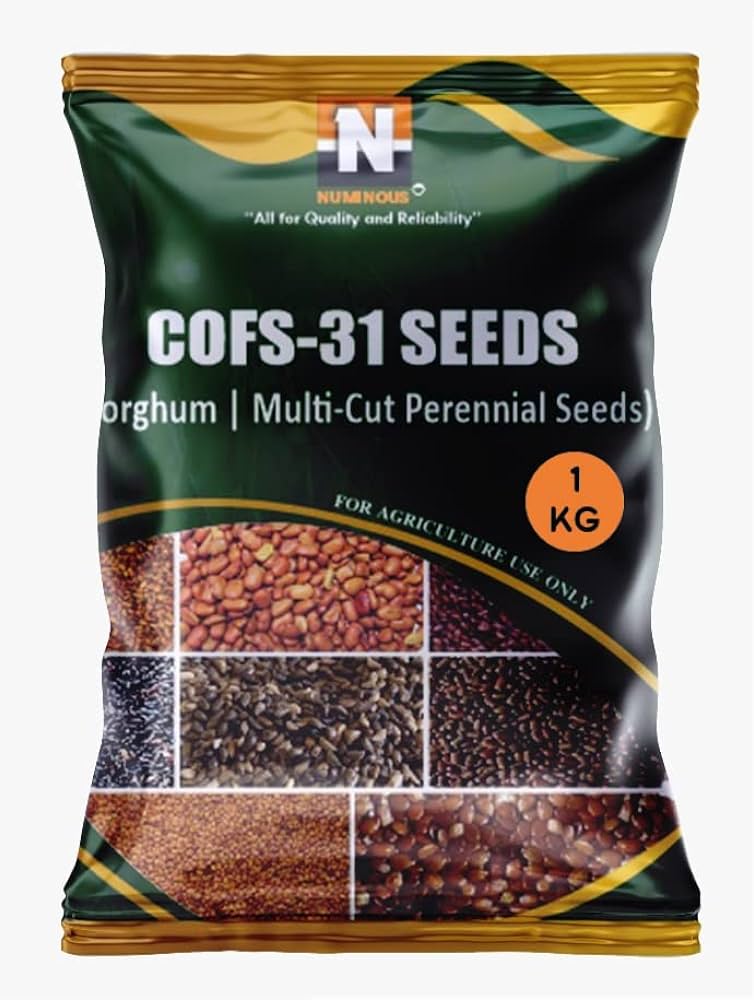 N
NUMINOUS
"All for Quality and Reliability"
COFS-31 SEEDS
orghum | Multi-Cut Perennial Seeds)
1
KG
FOR AGRICULTURE USE ONLY